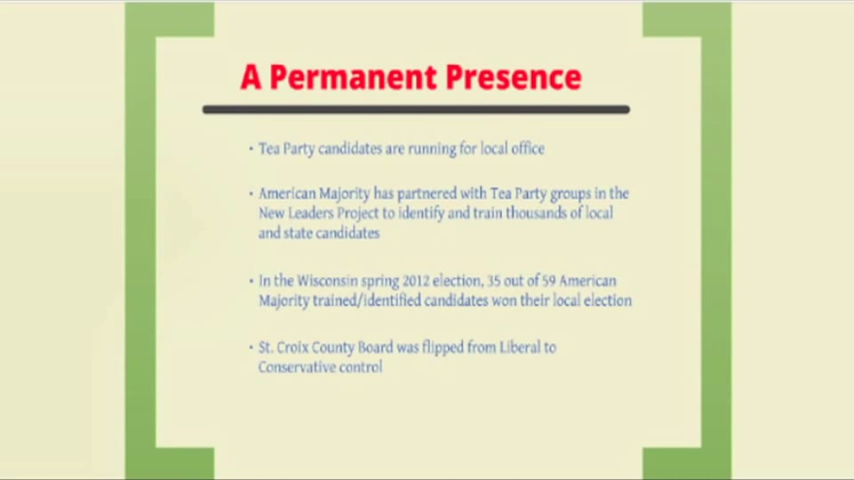 A Permanent Presence
• Tea Party candidates are running for local office
• American Majority has partnered with Tea Party groups in the
New Leaders Project to identify and train thousands of local
and state candidates
• In the Wisconsin spring 2012 election, 35 out of 59 American
Majority trained/identified candidates won their local election
• St. Croix County Board was flipped from Liberal to
Conservative control